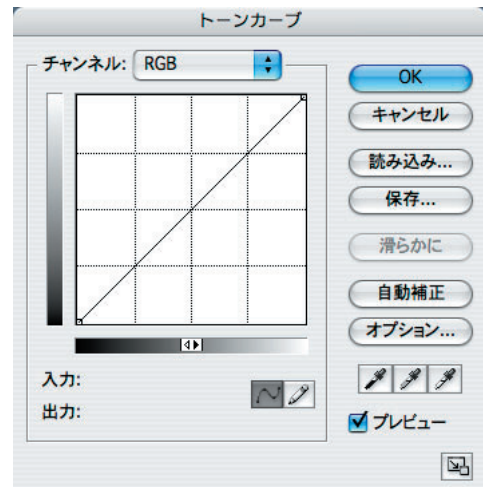 トーンカーブ
チャンネル: RGB
OK
キャンセル
読み込み...
保存...
滑らかに
自動補正
オプション...
入力:
出力:
プレビュー